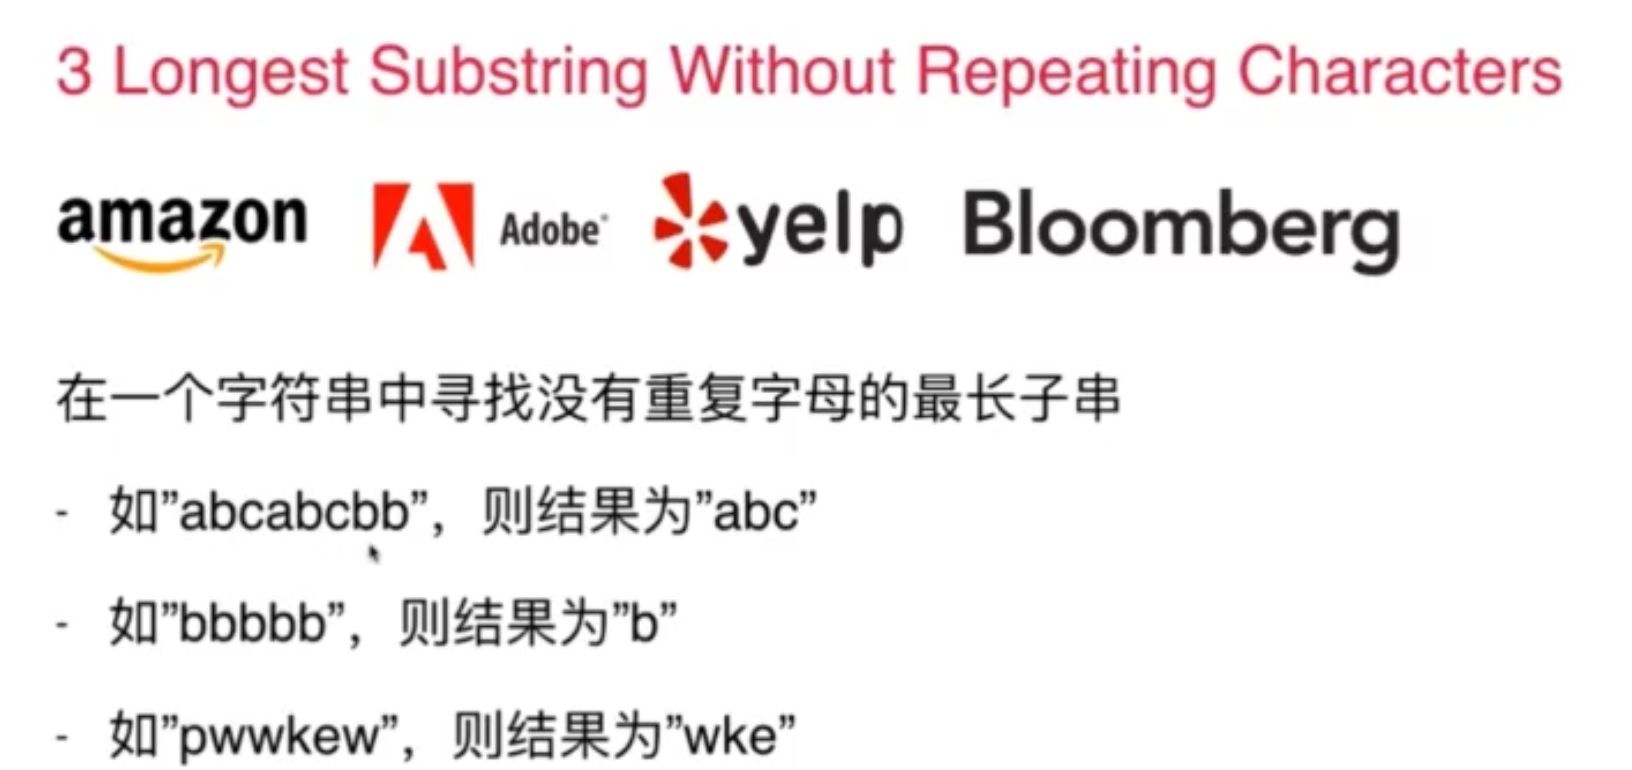 3 Longest Substring Without Repeating Characters
amazon Adobe® yelp Bloomberg
在一个字符串中寻找没有重复字母的最长子串
- 如”abcabcbb”，则结果为”abc”
- 如”bbbbb”，则结果为”b”
- 如”pwwkew”，则结果为”wke”